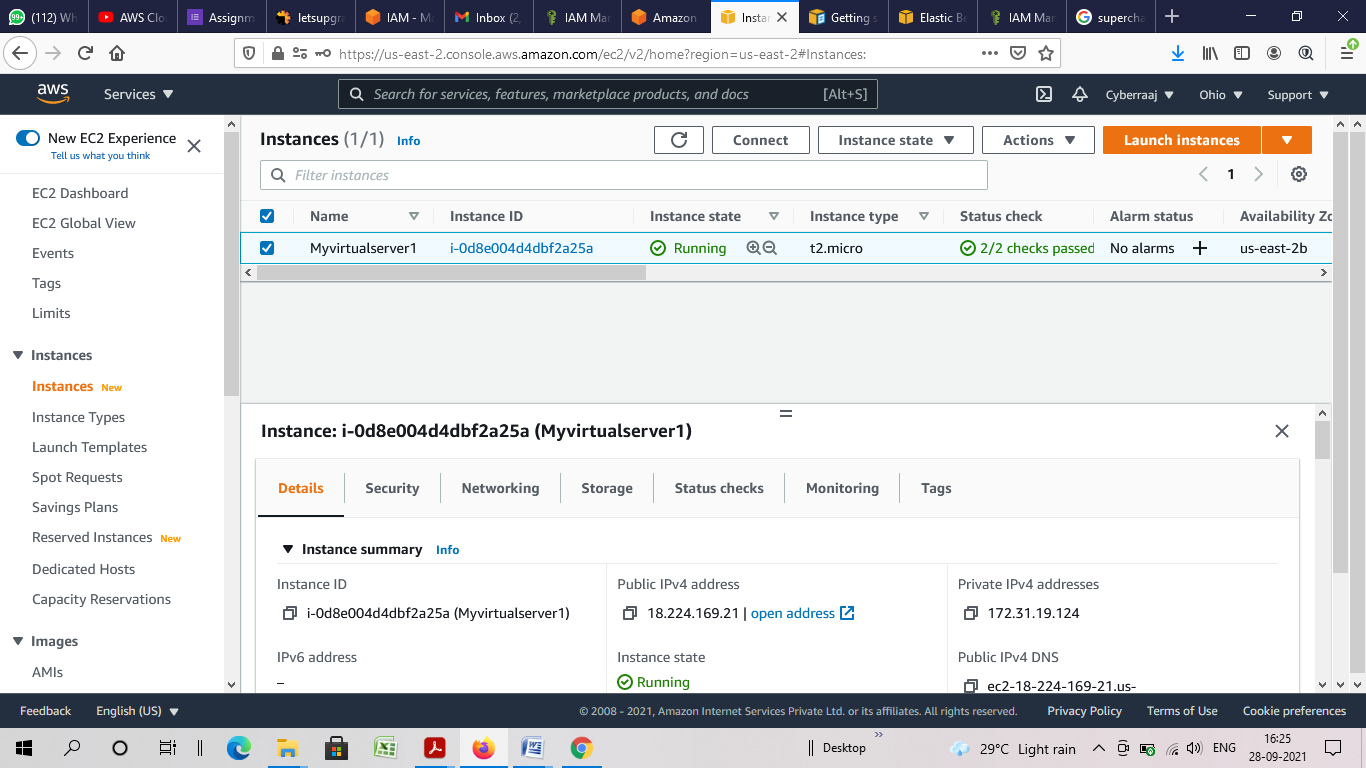 (112) Wh
AWS Clo
Assignm
letsupgra
IAM - Ma
Inbox (2,
IAM Mar
Amazon
Instan
Getting s
Elastic Be
IAM Mar
supercha
https://us-east-2.console.aws.amazon.com/ec2/v2/home?region=us-east-2#Instances:
aws
Services
Search for services, features, marketplace products, and docs [Alt+S]
Cyberraaj
Ohio
Support
New EC2 Experience
Tell us what you think
EC2 Dashboard
EC2 Global View
Events
Tags
Limits
Instances
Instances New
Instance Types
Launch Templates
Spot Requests
Savings Plans
Reserved Instances New
Dedicated Hosts
Capacity Reservations
Images
AMIs
Instances (1/1) Info
Connect
Instance state
Actions
Launch instances
Filter instances
1
Name Instance ID Instance state Instance type Status check Alarm status Availability Zo
Myvirtualserver1 i-0d8e004d4dbf2a25a Running t2.micro 2/2 checks passed No alarms + us-east-2b
Instance: i-0d8e004d4dbf2a25a (Myvirtualserver1)
Details Security Networking Storage Status checks Monitoring Tags
Instance summary Info
Instance ID
i-0d8e004d4dbf2a25a (Myvirtualserver1)
Public IPv4 address
18.224.169.21 | open address
Private IPv4 addresses
172.31.19.124
IPv6 address
–
Instance state
Running
Public IPv4 DNS
ec2-18-224-169-21.us-
Feedback English (US)
© 2008 - 2021, Amazon Internet Services Private Ltd. or its affiliates. All rights reserved. Privacy Policy Terms of Use Cookie preferences
Desktop
29°C Light rain
ENG
16:25
28-09-2021